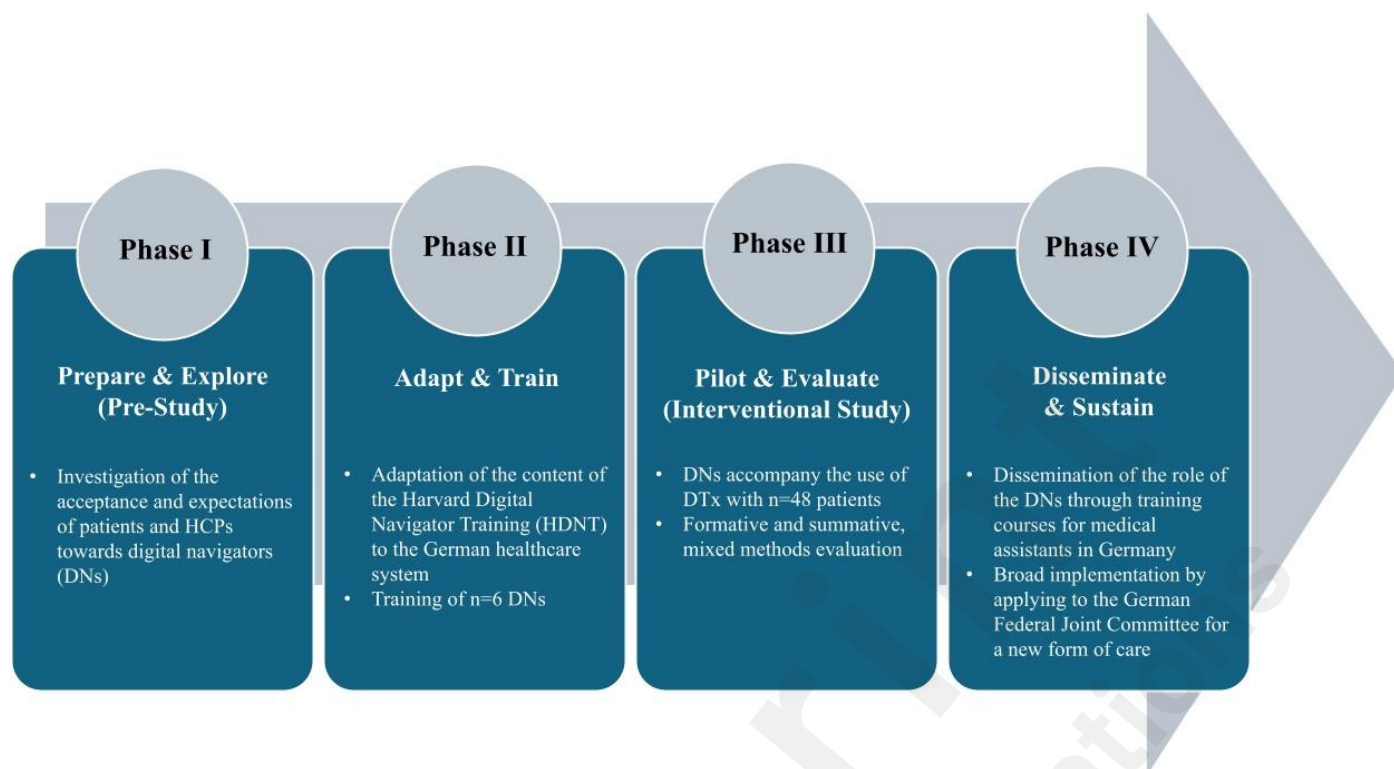 Phase I
Prepare & Explore
(Pre-Study)
• Investigation of the
acceptance and expectations
of patients and HCPs
towards digital navigators
(DNs)
Phase II
Adapt & Train
• Adaptation of the content of
the Harvard Digital
Navigator Training (HDNT)
to the German healthcare
system
• Training of n=6 DNs
Phase III
Pilot & Evaluate
(Interventional Study)
• DNs accompany the use of
DTx with n=48 patients
• Formative and summative,
mixed methods evaluation
Phase IV
Disseminate
& Sustain
• Dissemination of the role of
the DNs through training
courses for medical
assistants in Germany
• Broad implementation by
applying to the German
Federal Joint Committee for
a new form of care